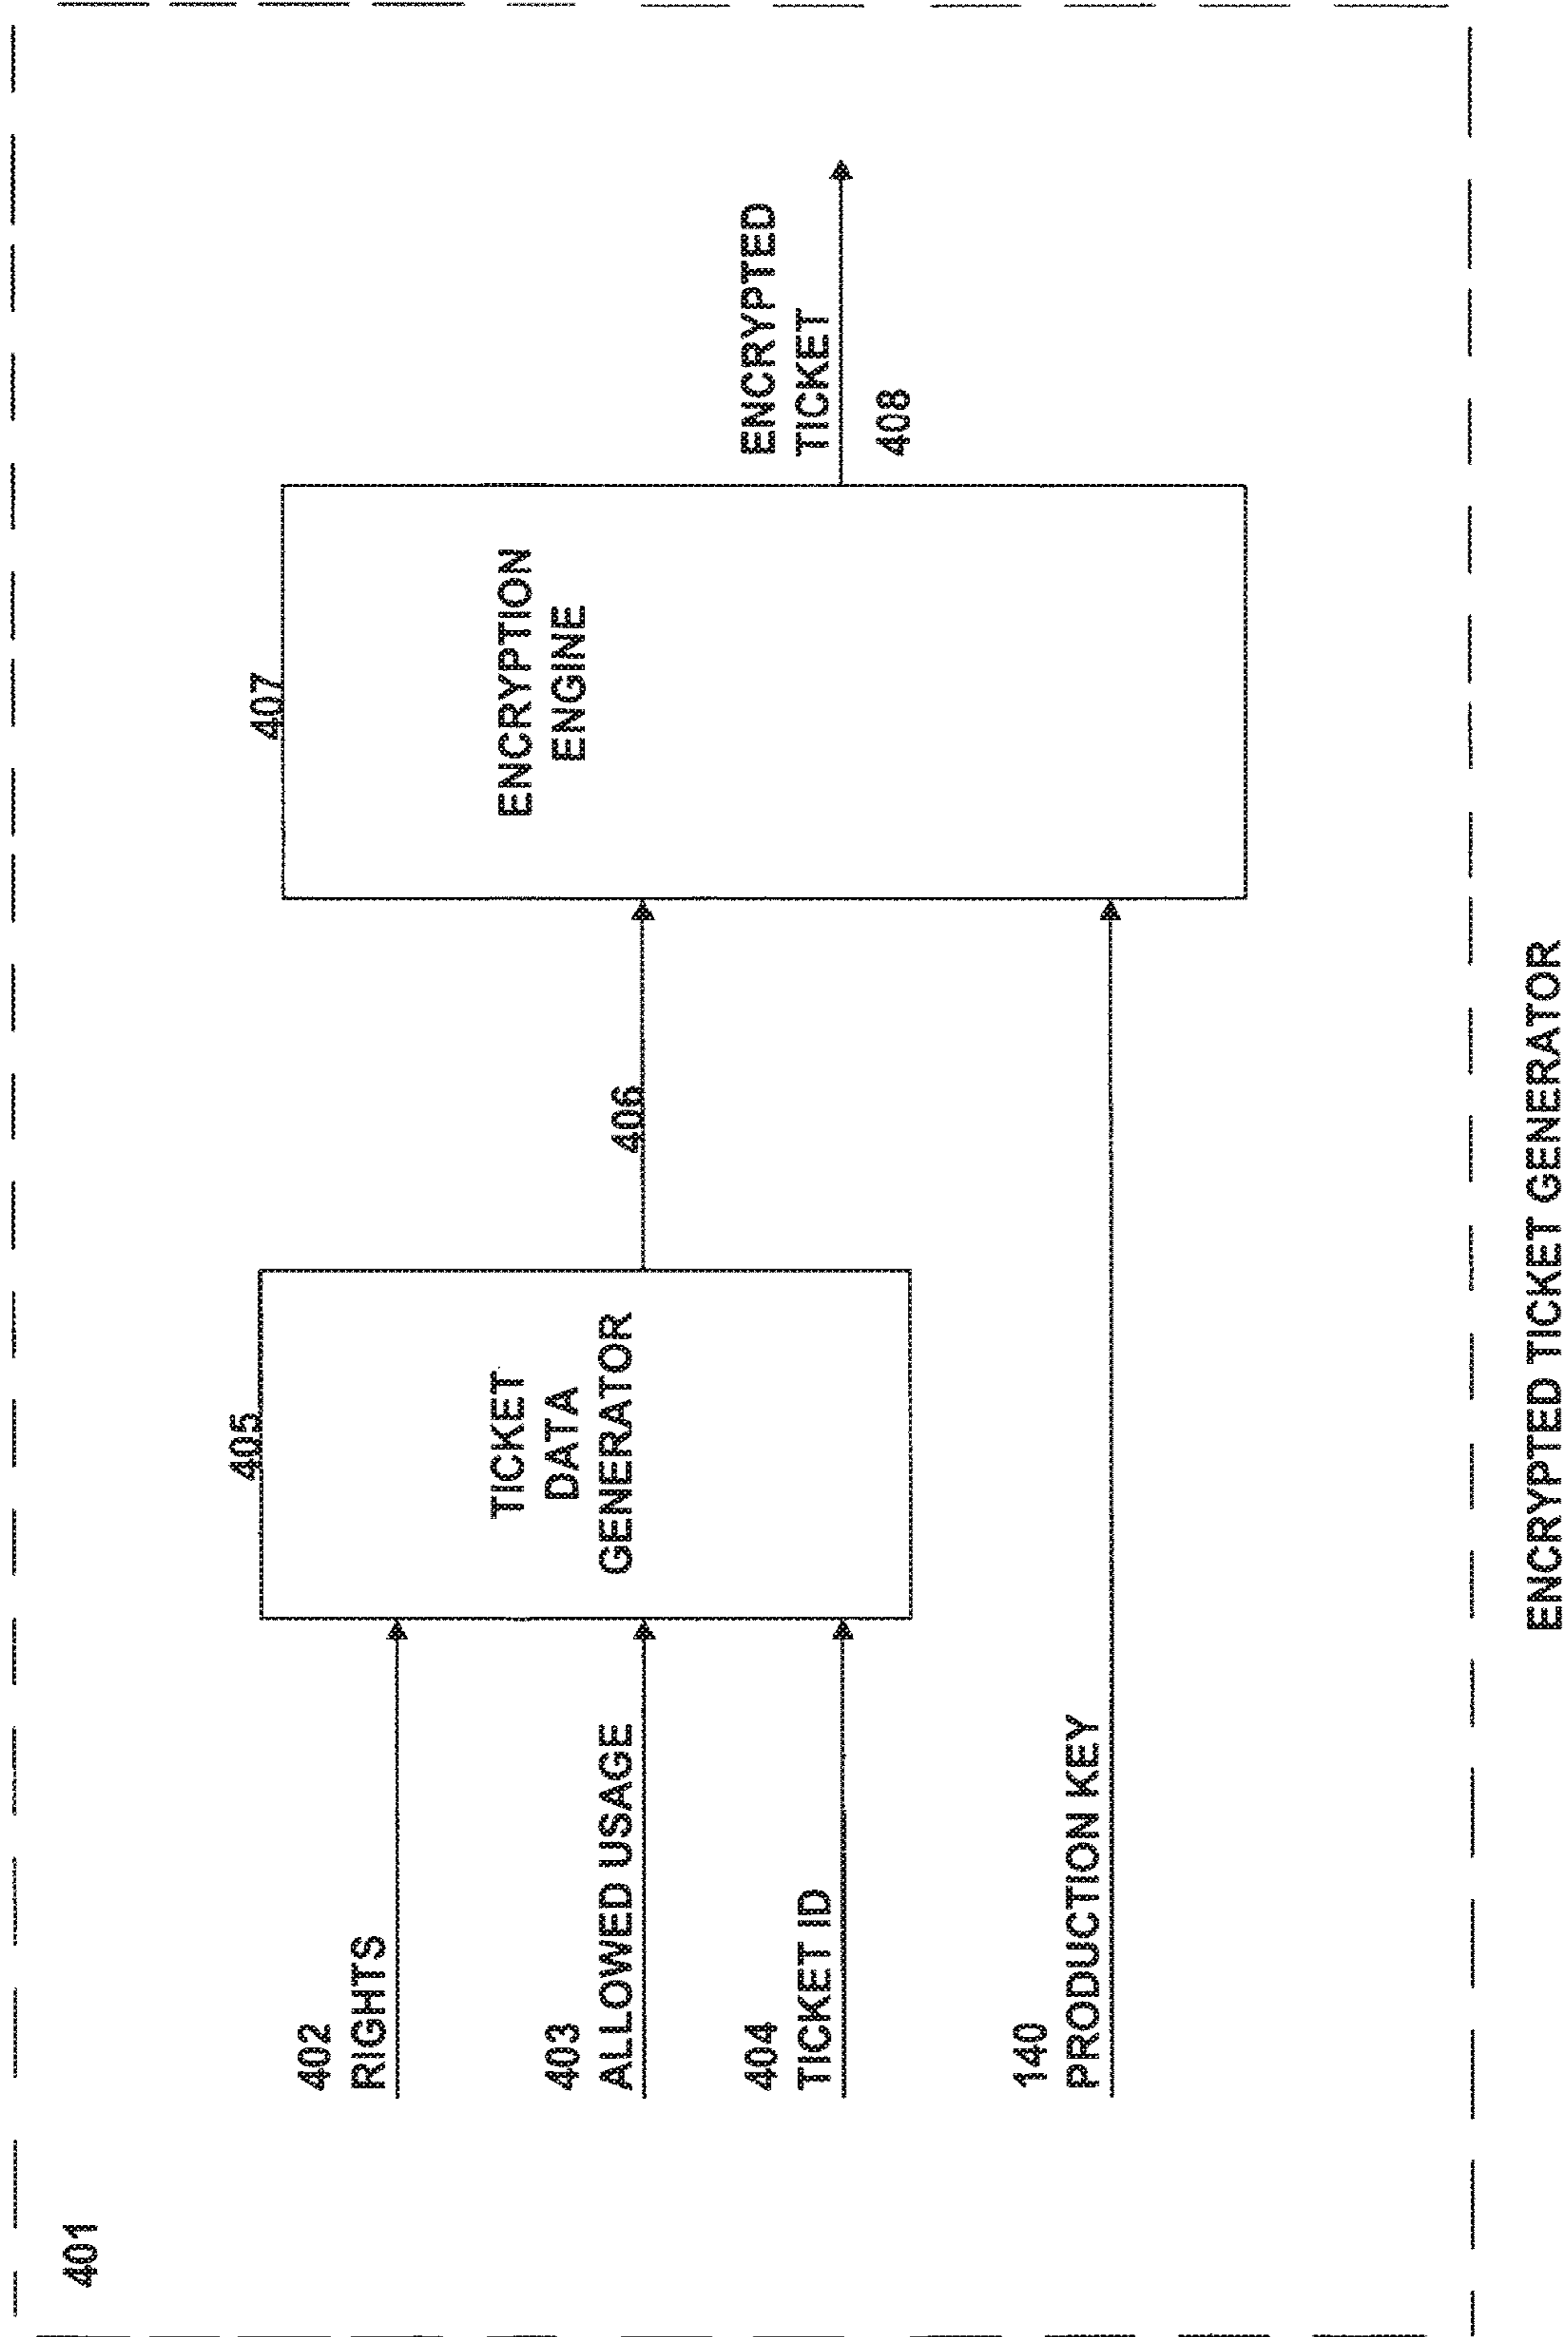 401
402
RIGHTS
403
ALLOWED USAGE
404
TICKET ID
140
PRODUCTION KEY
405
TICKET
DATA
GENERATOR
406
407
ENCRYPTION
ENGINE
ENCRYPTED
TICKET
408
ENCRYPTED TICKET GENERATOR